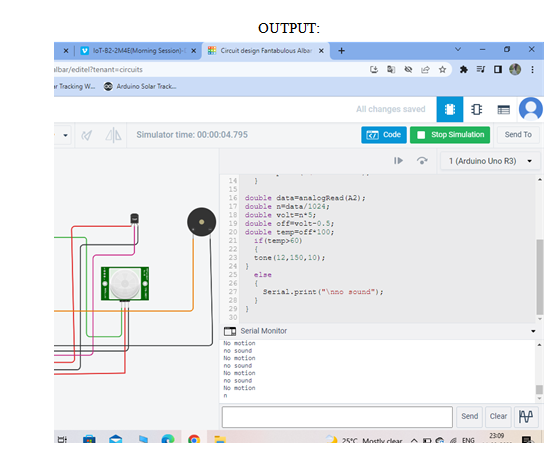 OUTPUT:
IoT-B2-2M4E(Morning Session)-
Circuit design Fantabulous Albar
lbar/editel?tenant=circuits
r Tracking W...
Arduino Solar Track...
All changes saved
Simulator time: 00:00:04.795
Code
Stop Simulation
Send To
1 (Arduino Uno R3)
14 }
15
16 double data=analogRead(A2);
17 double n=data/1024;
18 double volt=n*5;
19 double off=volt-0.5;
20 double temp=off*100;
21 if(temp>60)
22 {
23 tone(12,150,10);
24 }
25 else
26 {
27 Serial.print("\nno sound");
28 }
29 }
30
Serial Monitor
No motion
no sound
No motion
no sound
No motion
no sound
No motion
n
Send
Clear
25°C Mostly clear
ENG
23:09